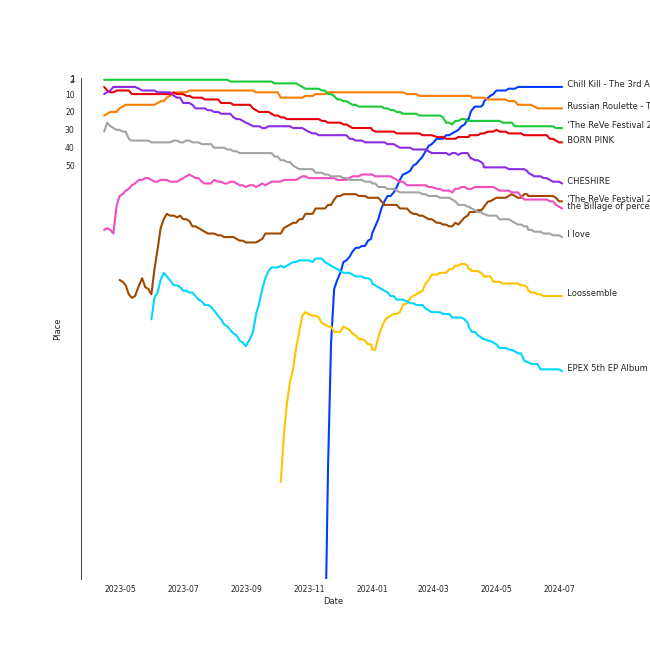 1
10
20
30
40
50
Place
Chill Kill - The 3rd A
Russian Roulette - T
'The ReVe Festival 2
BORN PINK
CHESHIRE
'The ReVe Festival 2
the Billage of perce
I love
Loossemble
EPEX 5th EP Album
2023-05 2023-07 2023-09 2023-11 2024-01 2024-03 2024-05 2024-07
Date